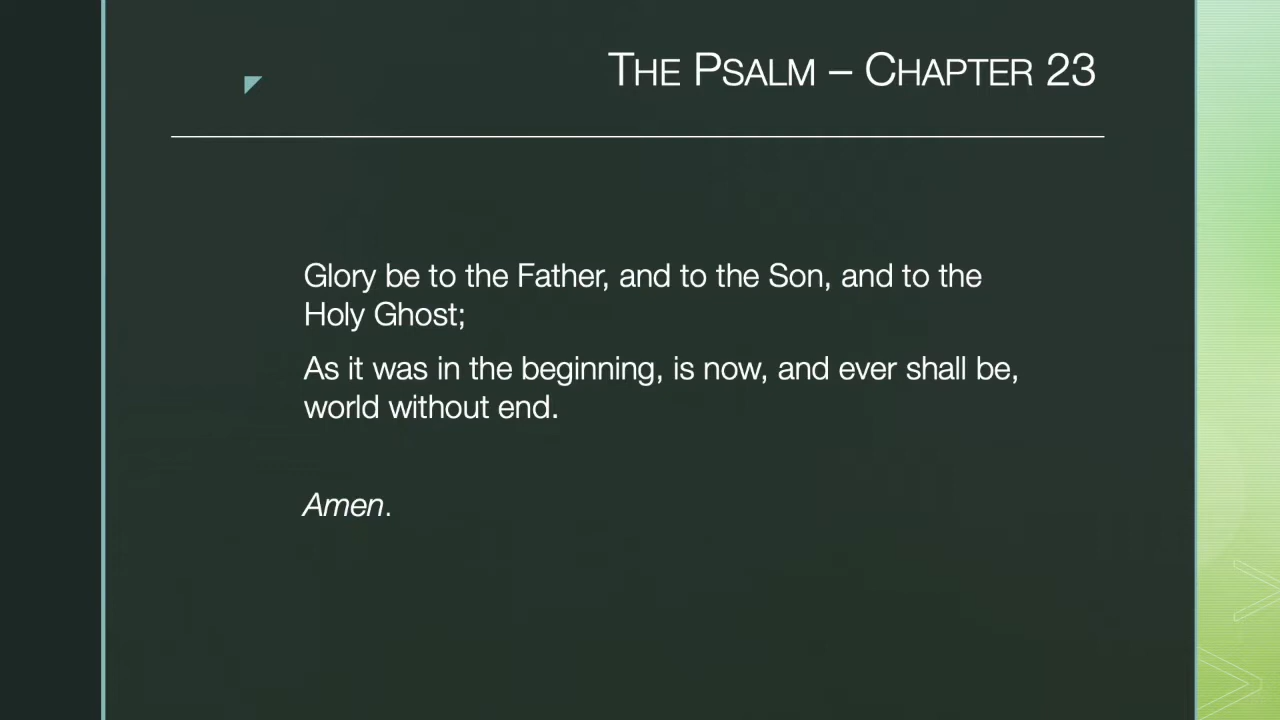 THE PSALM – CHAPTER 23
Glory be to the Father, and to the Son, and to the
Holy Ghost;
As it was in the beginning, is now, and ever shall be,
world without end.
Amen.